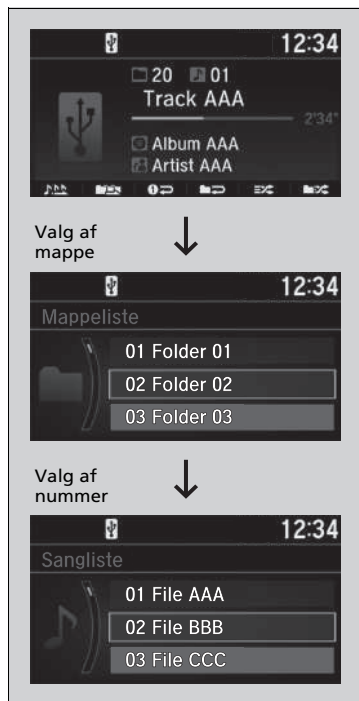 12:34
20 01
Track AAA
2'34"
Album AAA
Artist AAA
Valg af
mappe
12:34
Mappeliste
01 Folder 01
02 Folder 02
03 Folder 03
Valg af
nummer
12:34
Sangliste
01 File AAA
02 File BBB
03 File CCC